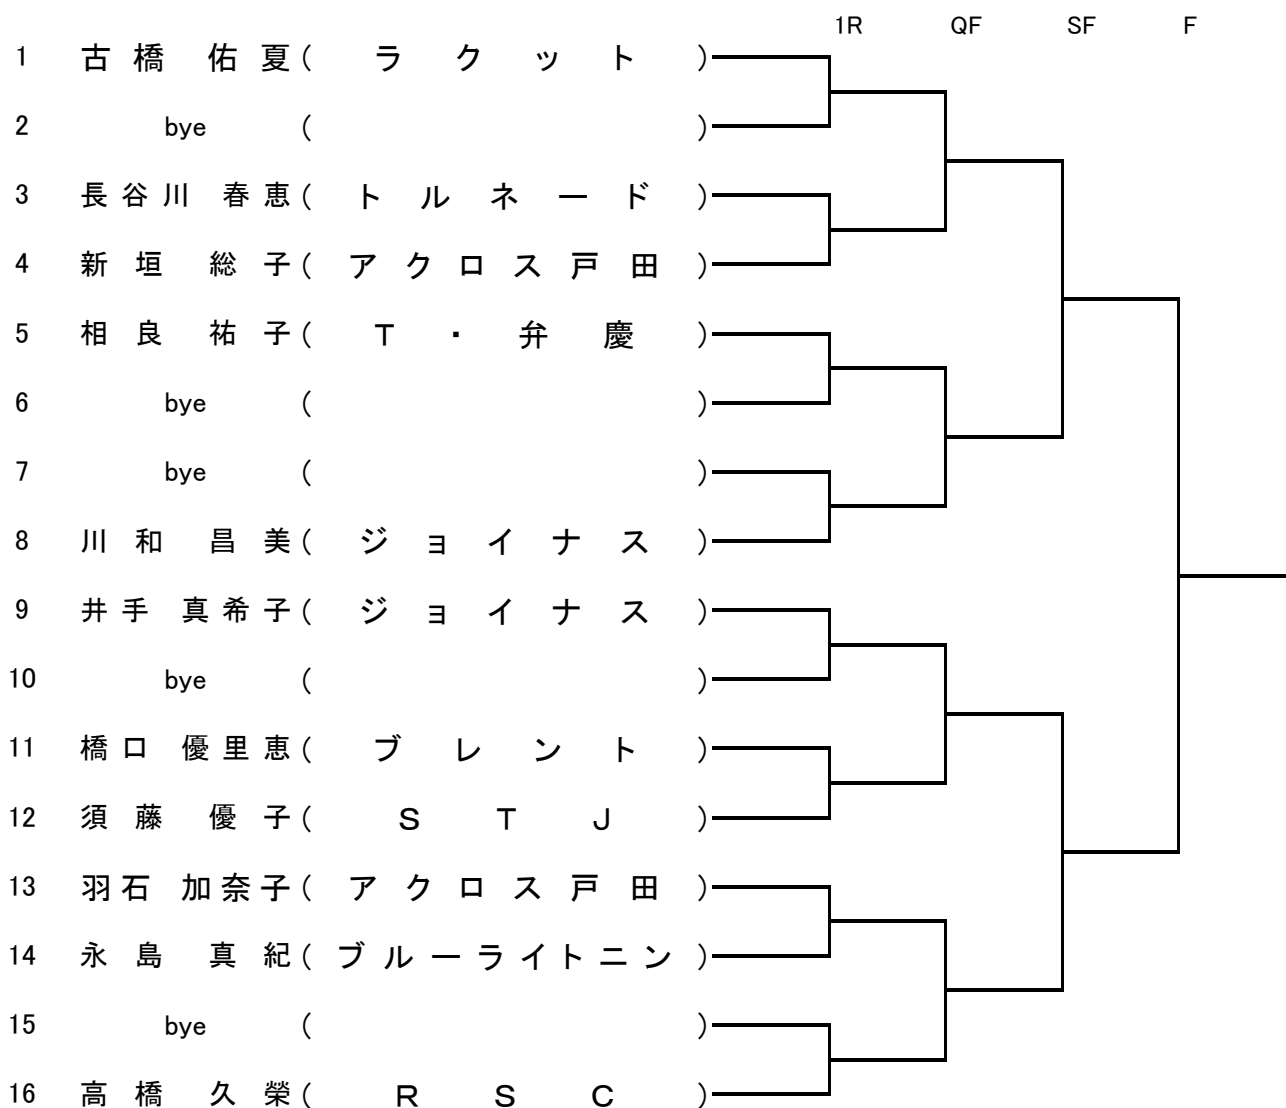 1R QF SF F
1 古橋 佑夏(ラクット)
2 bye ( )
3 長谷川 春恵(トルネード)
4 新垣 総子(アクロス戸田)
5 相良 祐子(T・弁慶)
6 bye ( )
7 bye ( )
8 川和 昌美(ジョイナス)
9 井手 真希子(ジョイナス)
10 bye ( )
11 橋口 優里恵(ブレント)
12 須藤 優子(STJ)
13 羽石 加奈子(アクロス戸田)
14 永島 真紀(ブルーライトニン)
15 bye ( )
16 高橋 久榮(RSC)